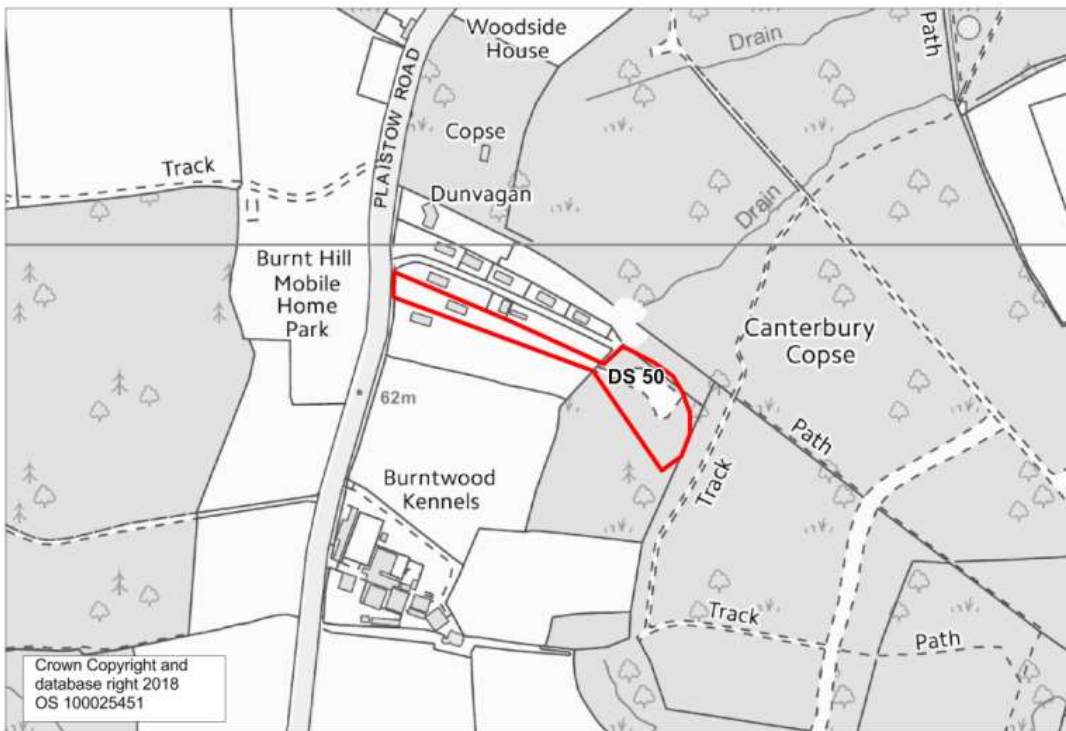 Woodside
House
Drain
Path
PLAISTOW ROAD
Copse
Track
Dunvagan
Drain
Burnt Hill
Mobile
Home
Park
Canterbury
Copse
DS 50
62m
Path
Burntwood
Kennels
Track
Track
Path
Crown Copyright and
database right 2018
OS 100025451